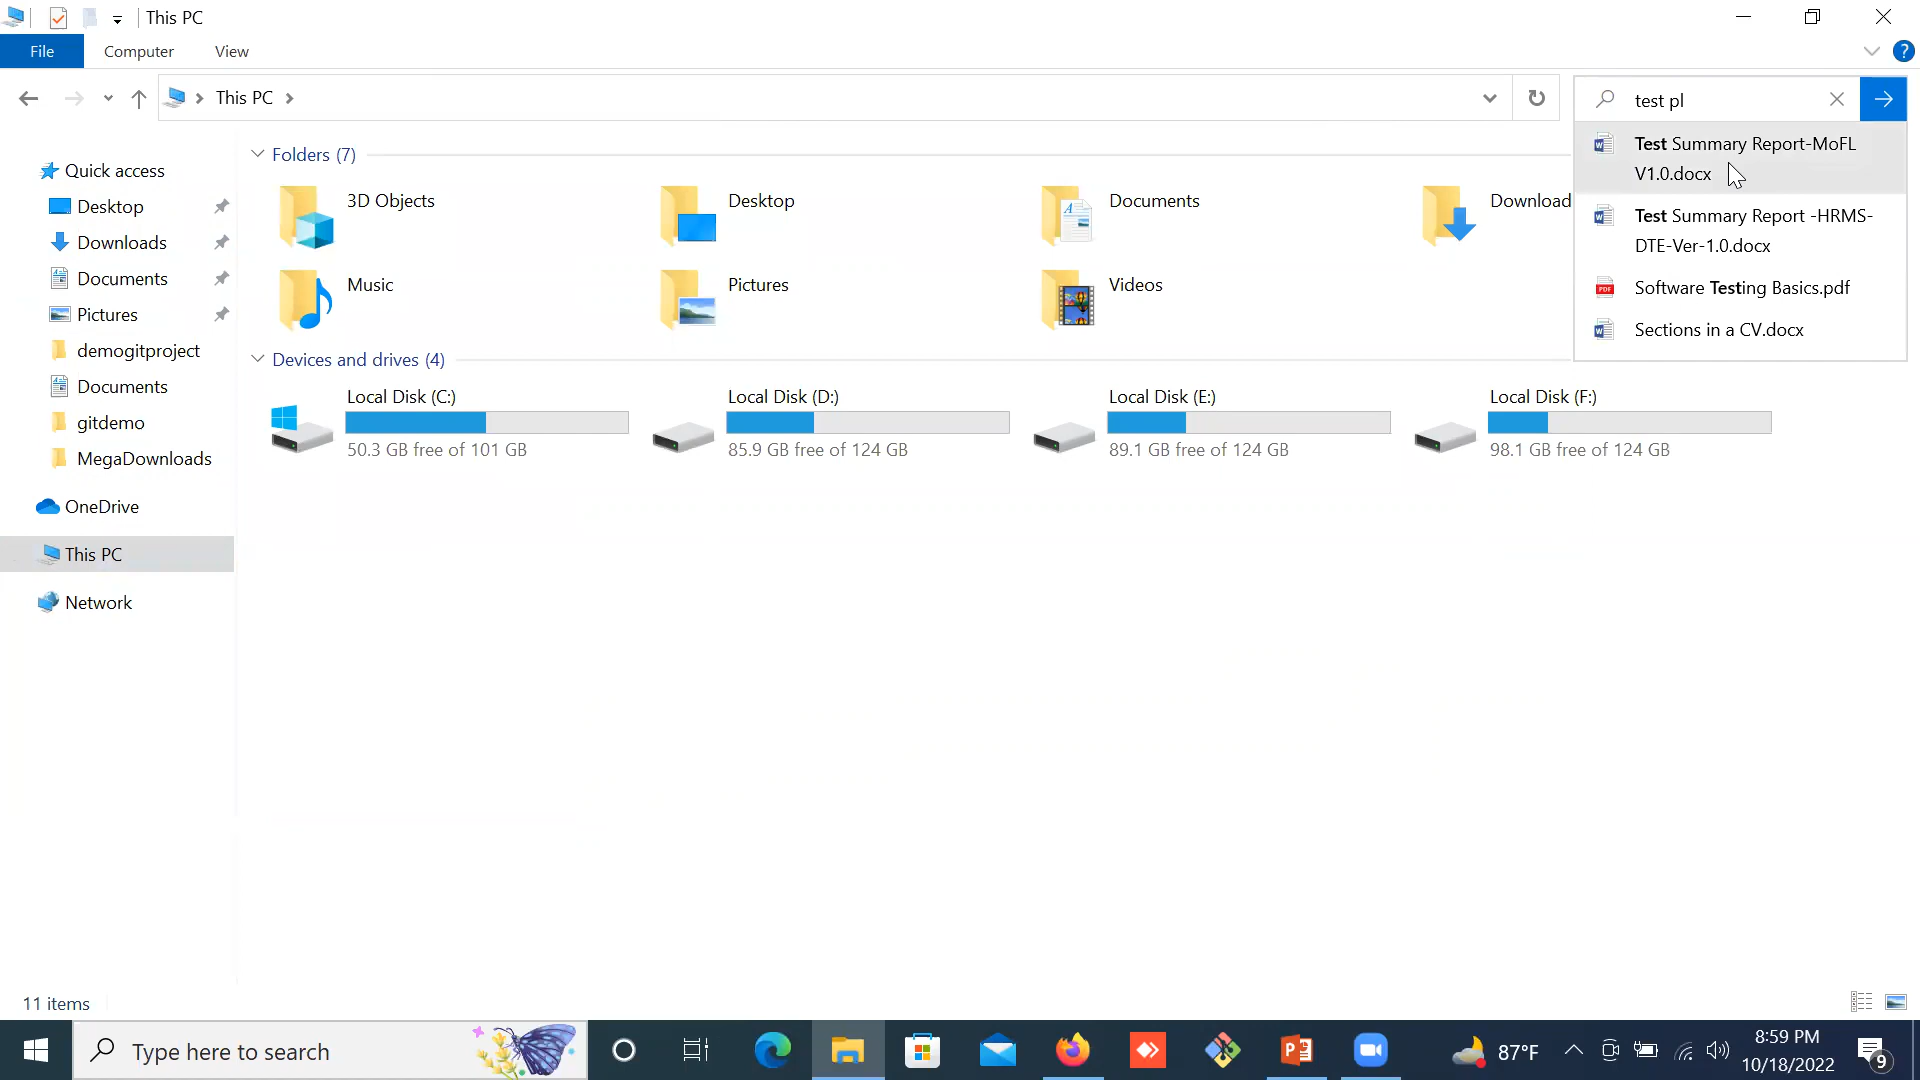 This PC
File Computer View
This PC
test pl
Test Summary Report-MoFL
V1.0.docx
Test Summary Report -HRMS-
DTE-Ver-1.0.docx
Software Testing Basics.pdf
Sections in a CV.docx
Quick access
Desktop
Downloads
Documents
Pictures
demogitproject
Documents
gitdemo
MegaDownloads
OneDrive
This PC
Network
Folders (7)
3D Objects
Desktop
Documents
Download
Music
Pictures
Videos
Devices and drives (4)
Local Disk (C:)
50.3 GB free of 101 GB
Local Disk (D:)
85.9 GB free of 124 GB
Local Disk (E:)
89.1 GB free of 124 GB
Local Disk (F:)
98.1 GB free of 124 GB
11 items
Type here to search
87°F
8:59 PM
10/18/2022
9